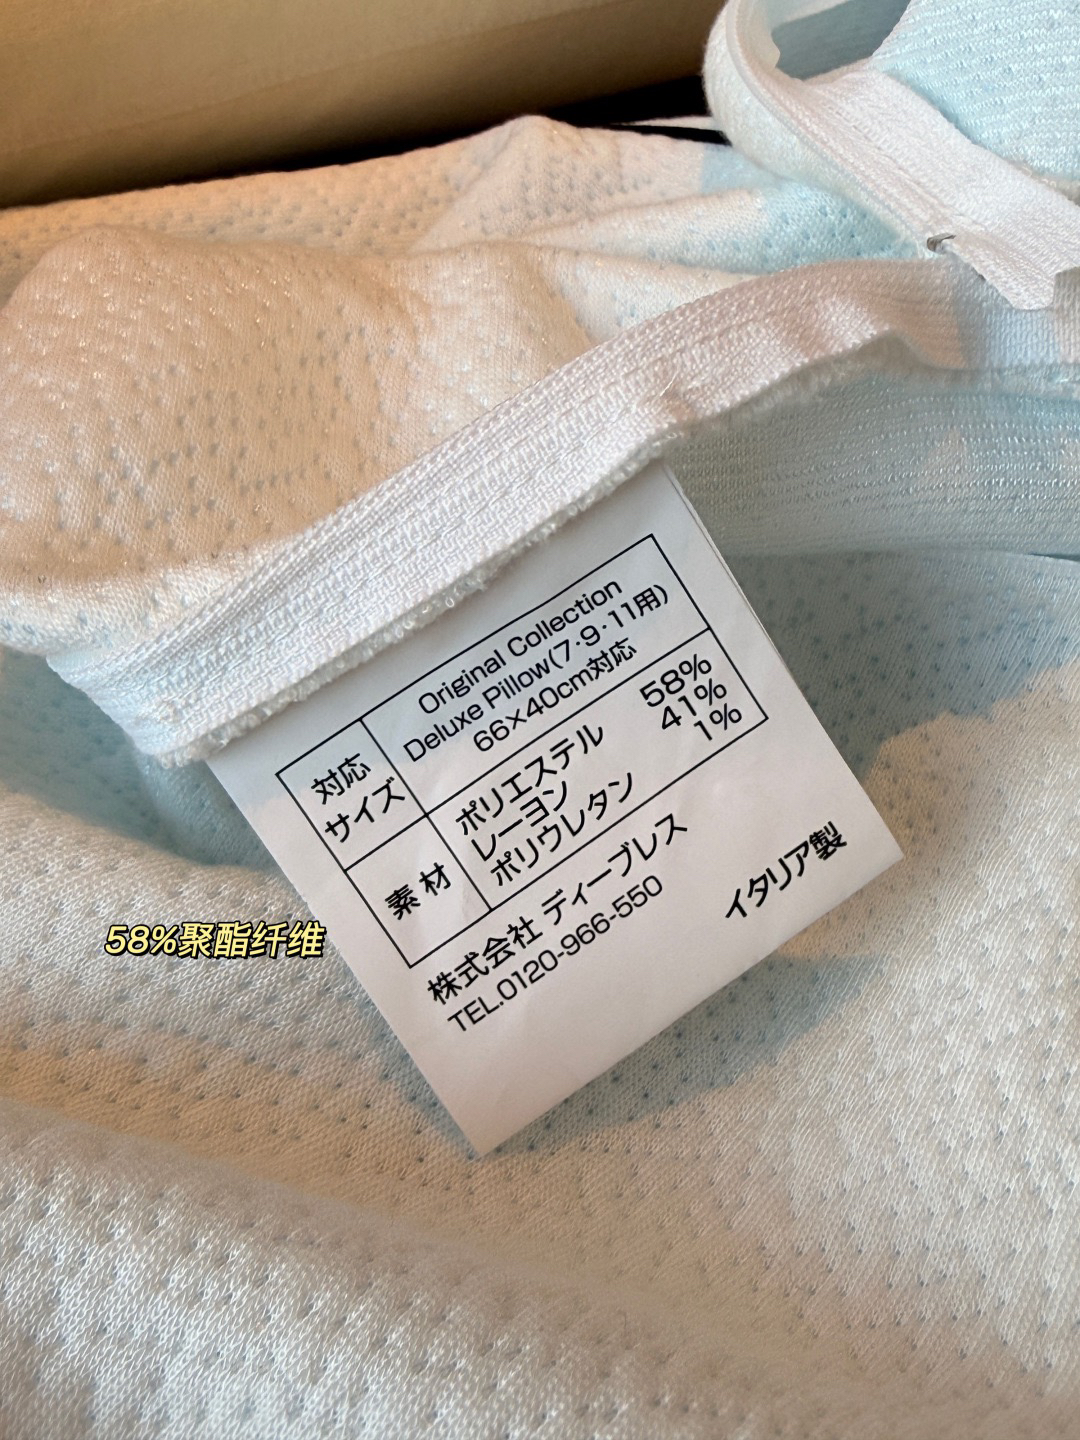 対応
サイズ
Original Collection
Deluxe Pillow(7·9·11用)
66×40cm対応
素材
ポリエステル 58%
レーヨン 41%
ポリウレタン 1%
株式会社 ディーブレス
TEL.0120-966-550
イタリア製
58%聚酯纤维